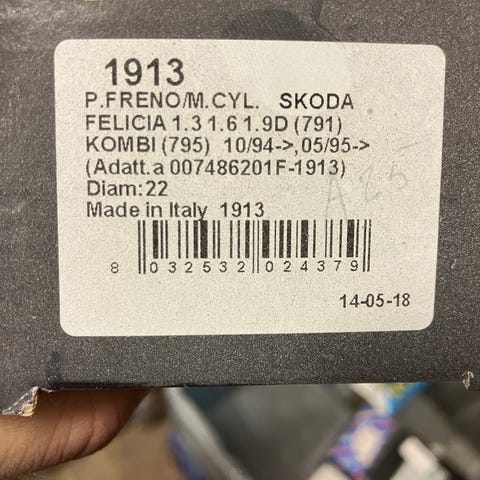 1913
P.FRENO/M.CYL. SKODA
FELICIA 1.3 1.6 1.9D (791)
KOMBI (795) 10/94->,05/95->
(Adatt.a 007486201F-1913)
Diam:22
Made in Italy 1913
8 032532 024379
14-05-18